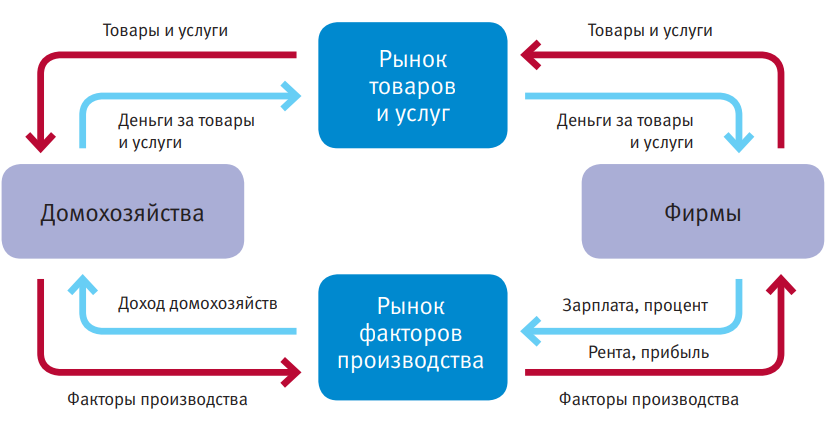 Товары и услуги
Товары и услуги
Рынок
товаров
и услуг
Деньги за товары
и услуги
Деньги за товары
и услуги
Домохозяйства
Фирмы
Доход домохозяйств
Рынок
факторов
производства
Зарплата, процент
Рента, прибыль
Факторы производства
Факторы производства